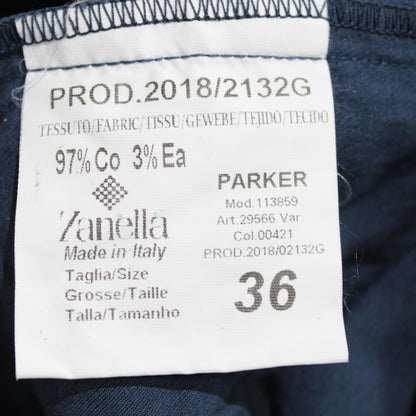 PROD.2018/2132G
TESSUTO/FABRIC/TISSU/GEWEBE/TEJIDO/TECIDO
97% Co 3% Ea
Zanella
Made in Italy
Taglia/Size
Grosse/Taille
Talla/Tamanho
PARKER
Mod.113859
Art.29566 Var.
Col.00421
PROD.2018/02132G
36